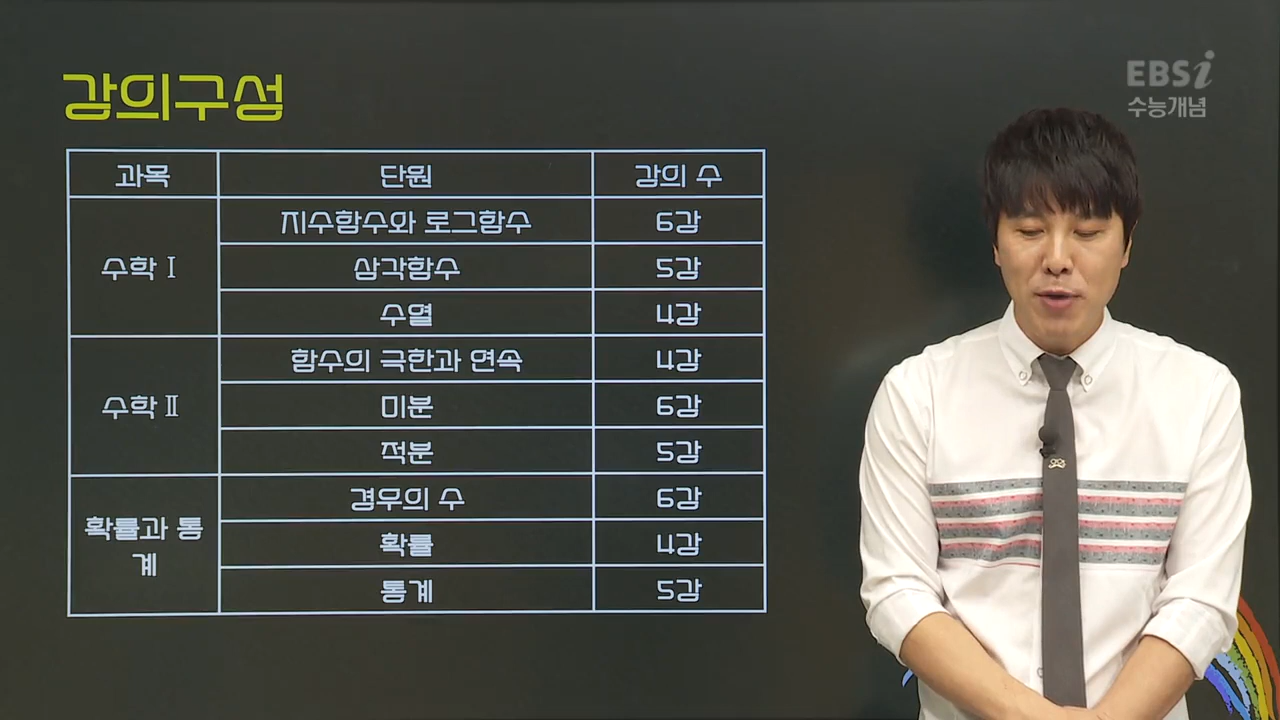 강의구성
EBSi
수능개념
과목 단원 강의 수
수학Ⅰ
지수함수와 로그함수 6강
삼각함수 5강
수열 4강
수학Ⅱ
함수의 극한과 연속 4강
미분 6강
적분 5강
확률과 통
계
경우의 수 6강
확률 4강
통계 5강